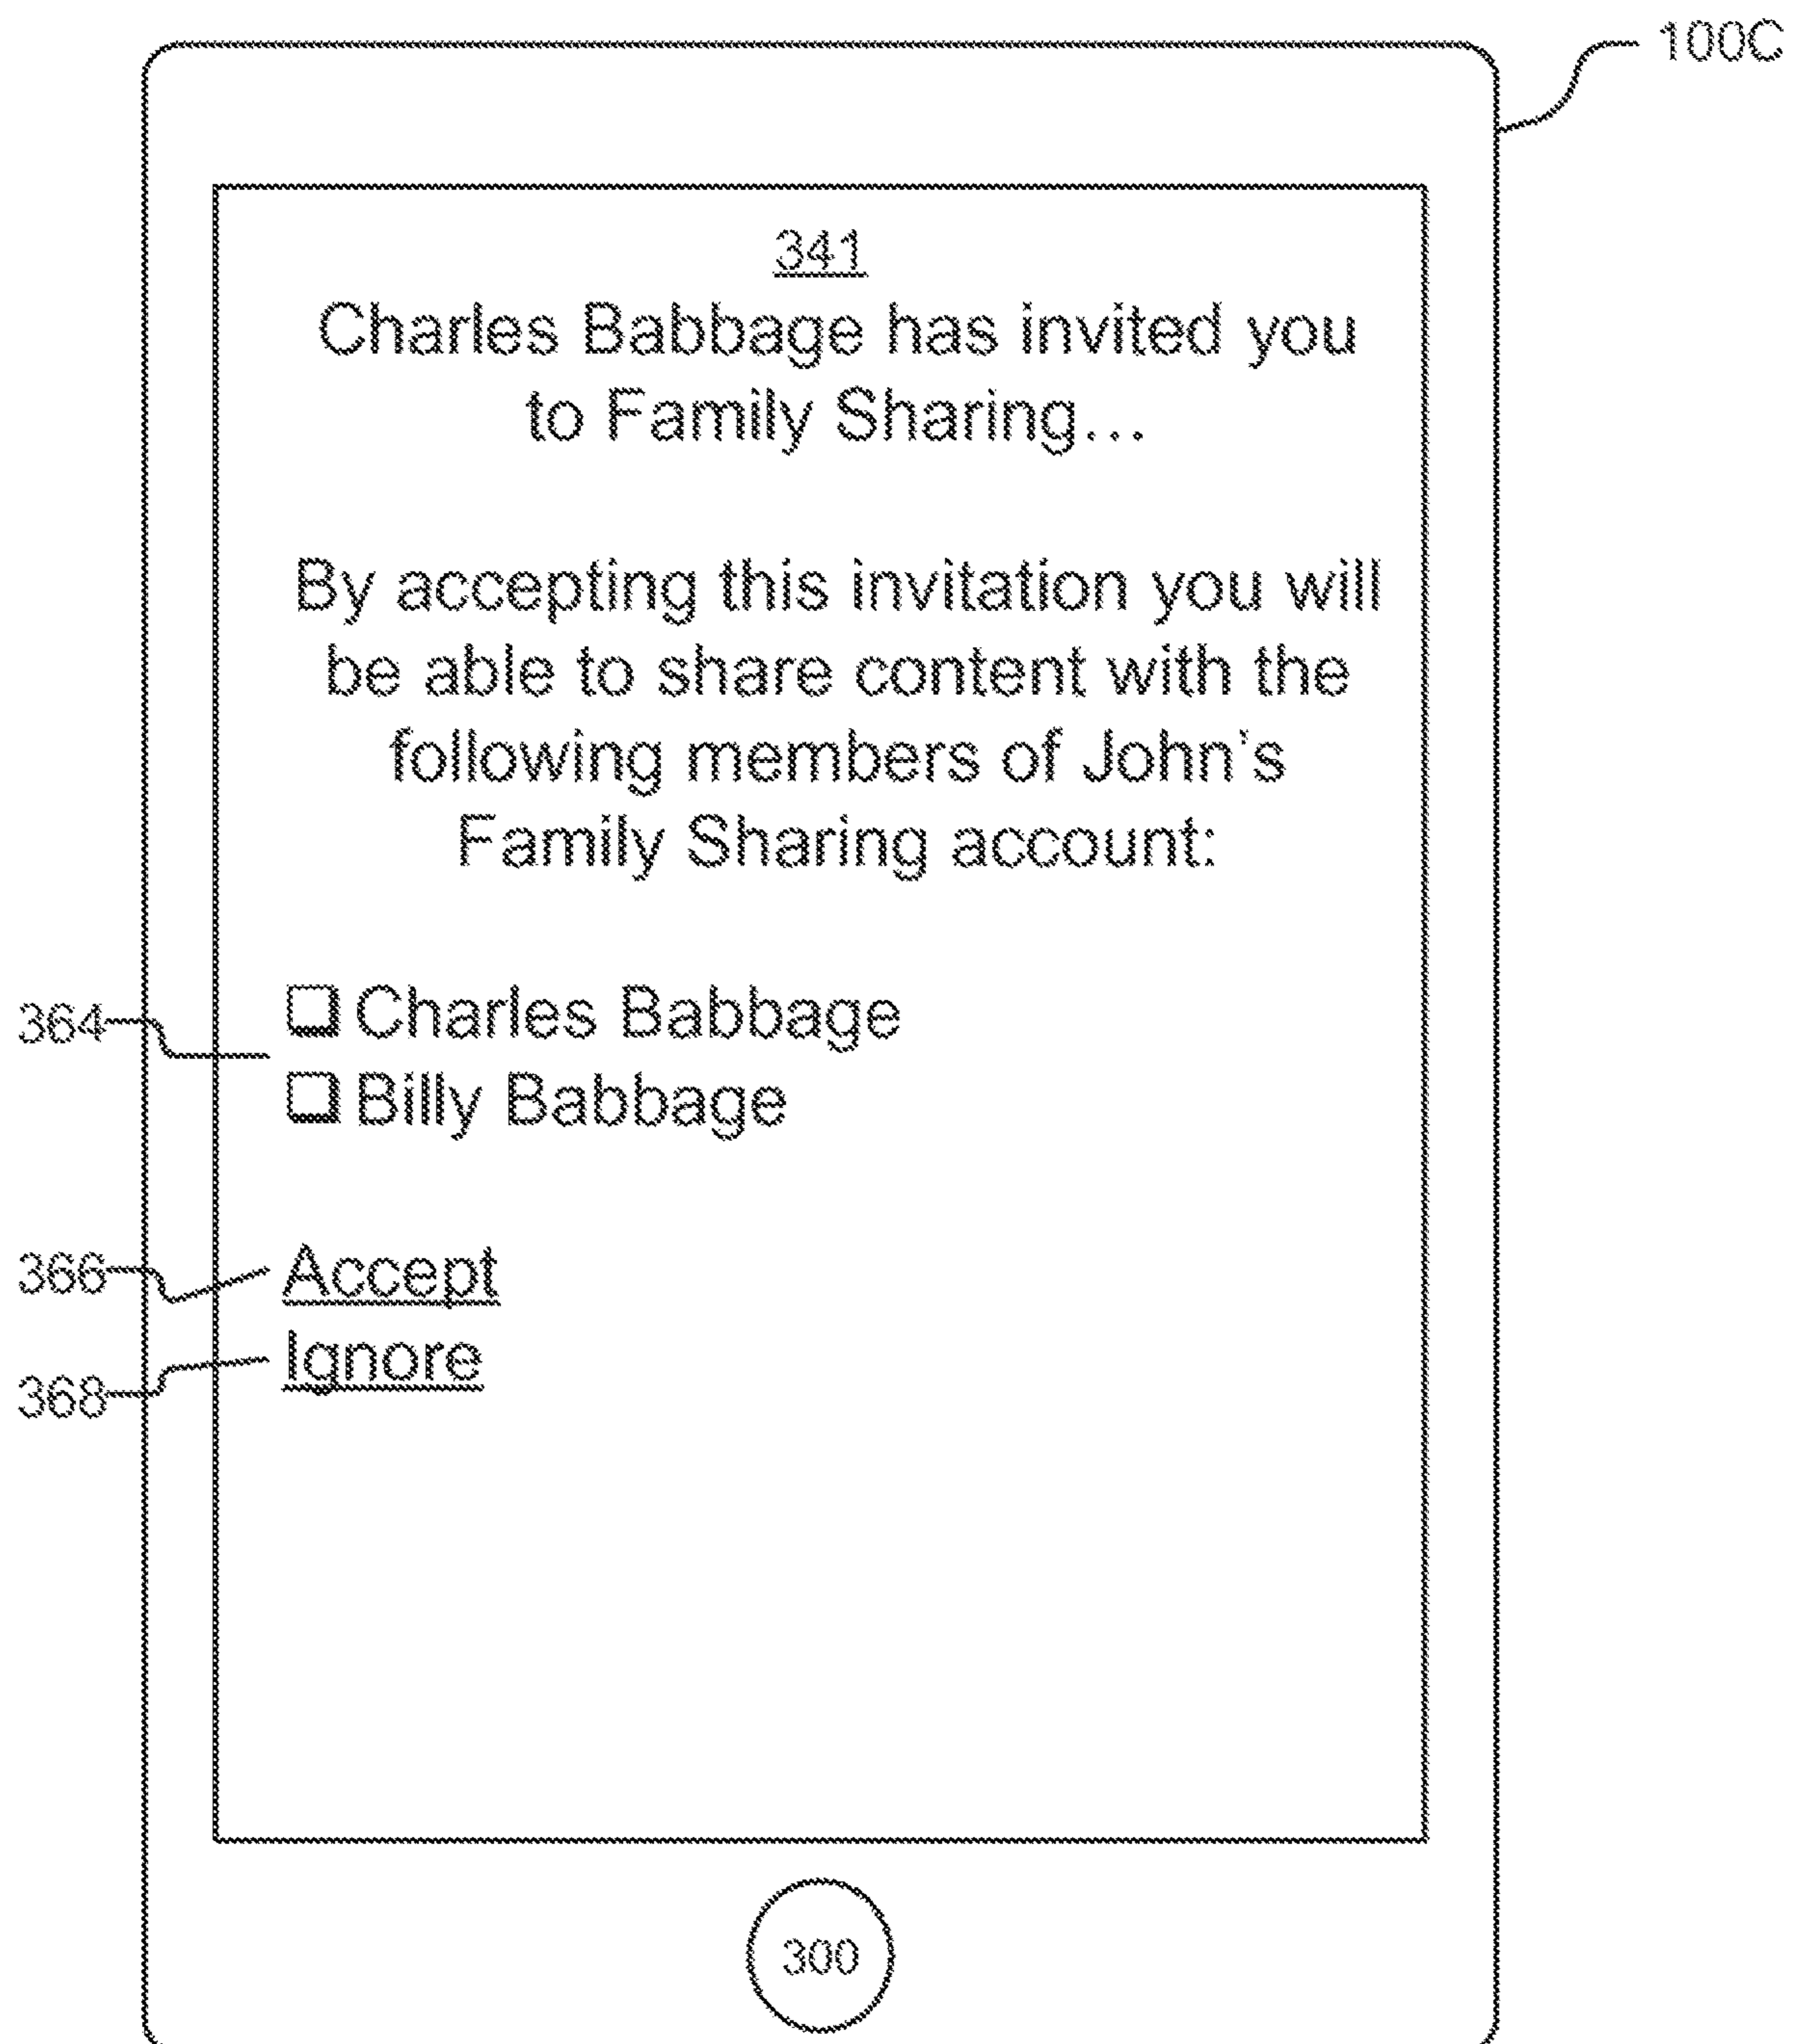 100C
341
Charles Babbage has invited you
to Family Sharing...
By accepting this invitation you will
be able to share content with the
following members of John's
Family Sharing account:
364
❑ Charles Babbage
❑ Billy Babbage
366
Accept
Ignore
368
300